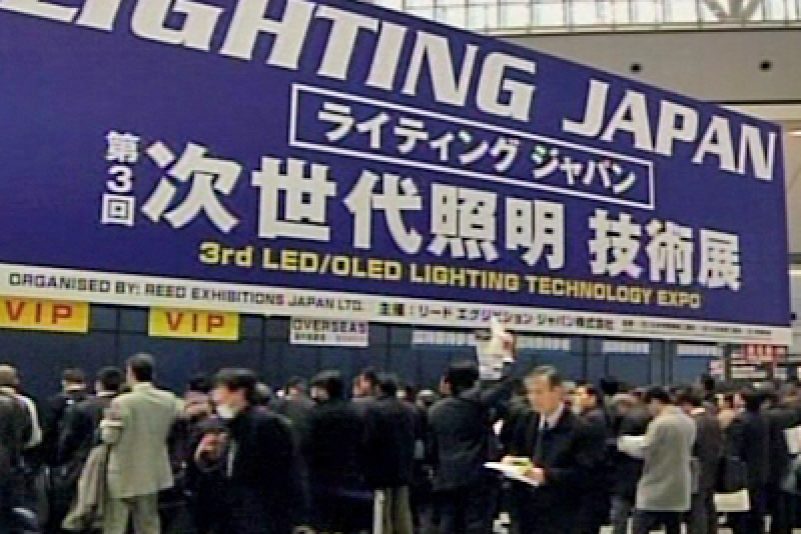 LIGHTING JAPAN
ライティング ジャパン
第3回
次世代照明 技術展
3rd LED/OLED LIGHTING TECHNOLOGY EXPO
ORGANISED BY: REED EXHIBITIONS JAPAN LTD. 主催：リード エグジビション ジャパン株式会社
VIP
VIP
OVERSEAS